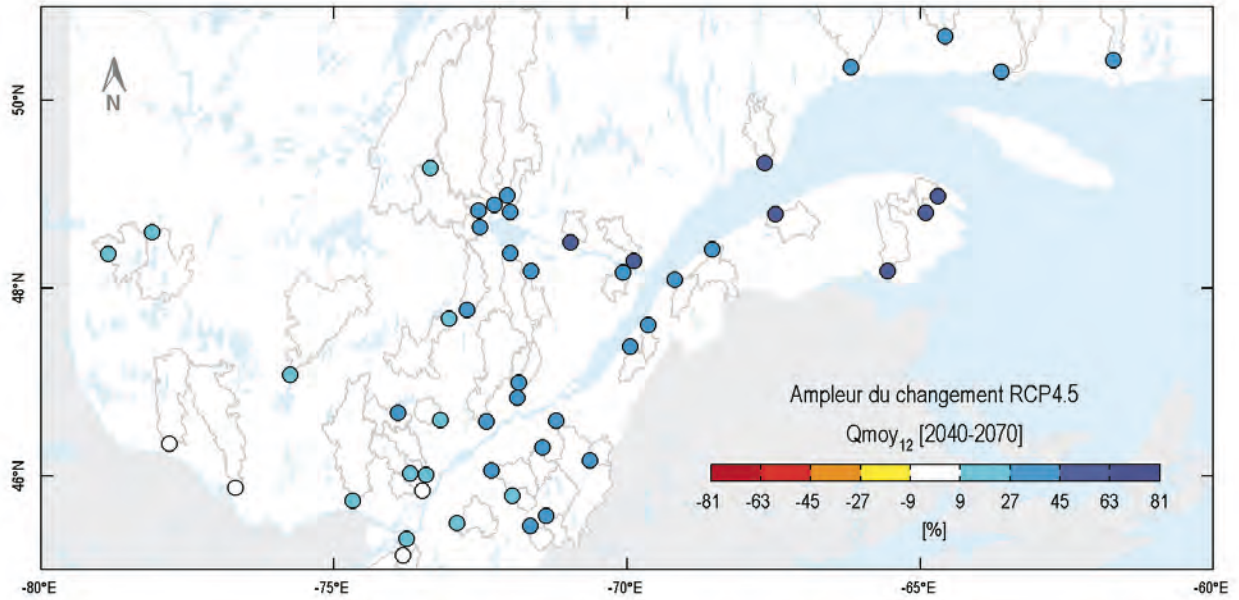 50°N
N
48°N
Ampleur du changement RCP4.5
Qmoy12 [2040-2070]
46°N
-81 -63 -45 -27 -9 9 27 45 63 81
[%]
-80°E -75°E -70°E -65°E -60°E